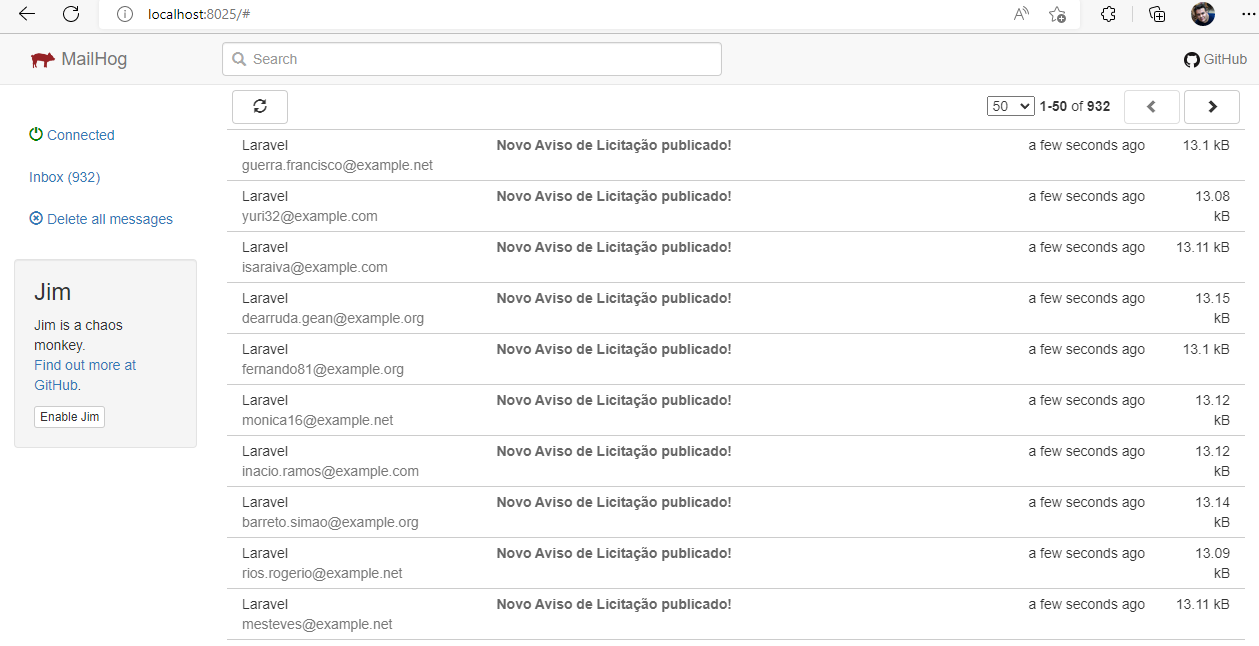 localhost:8025/#
MailHog
Search
GitHub
50 1-50 of 932
Connected
Inbox (932)
Delete all messages
Jim
Jim is a chaos
monkey.
Find out more at
GitHub.
Enable Jim
Laravel Novo Aviso de Licitação publicado! a few seconds ago 13.1 kB
guerra.francisco@example.net
Laravel Novo Aviso de Licitação publicado! a few seconds ago 13.08
yuri32@example.com kB
Laravel Novo Aviso de Licitação publicado! a few seconds ago 13.11 kB
isaraiva@example.com
Laravel Novo Aviso de Licitação publicado! a few seconds ago 13.15
dearruda.gean@example.org kB
Laravel Novo Aviso de Licitação publicado! a few seconds ago 13.1 kB
fernando81@example.org
Laravel Novo Aviso de Licitação publicado! a few seconds ago 13.12
monica16@example.net kB
Laravel Novo Aviso de Licitação publicado! a few seconds ago 13.12
inacio.ramos@example.com kB
Laravel Novo Aviso de Licitação publicado! a few seconds ago 13.14
barreto.simao@example.org kB
Laravel Novo Aviso de Licitação publicado! a few seconds ago 13.09
rios.rogerio@example.net kB
Laravel Novo Aviso de Licitação publicado! a few seconds ago 13.11 kB
mesteves@example.net